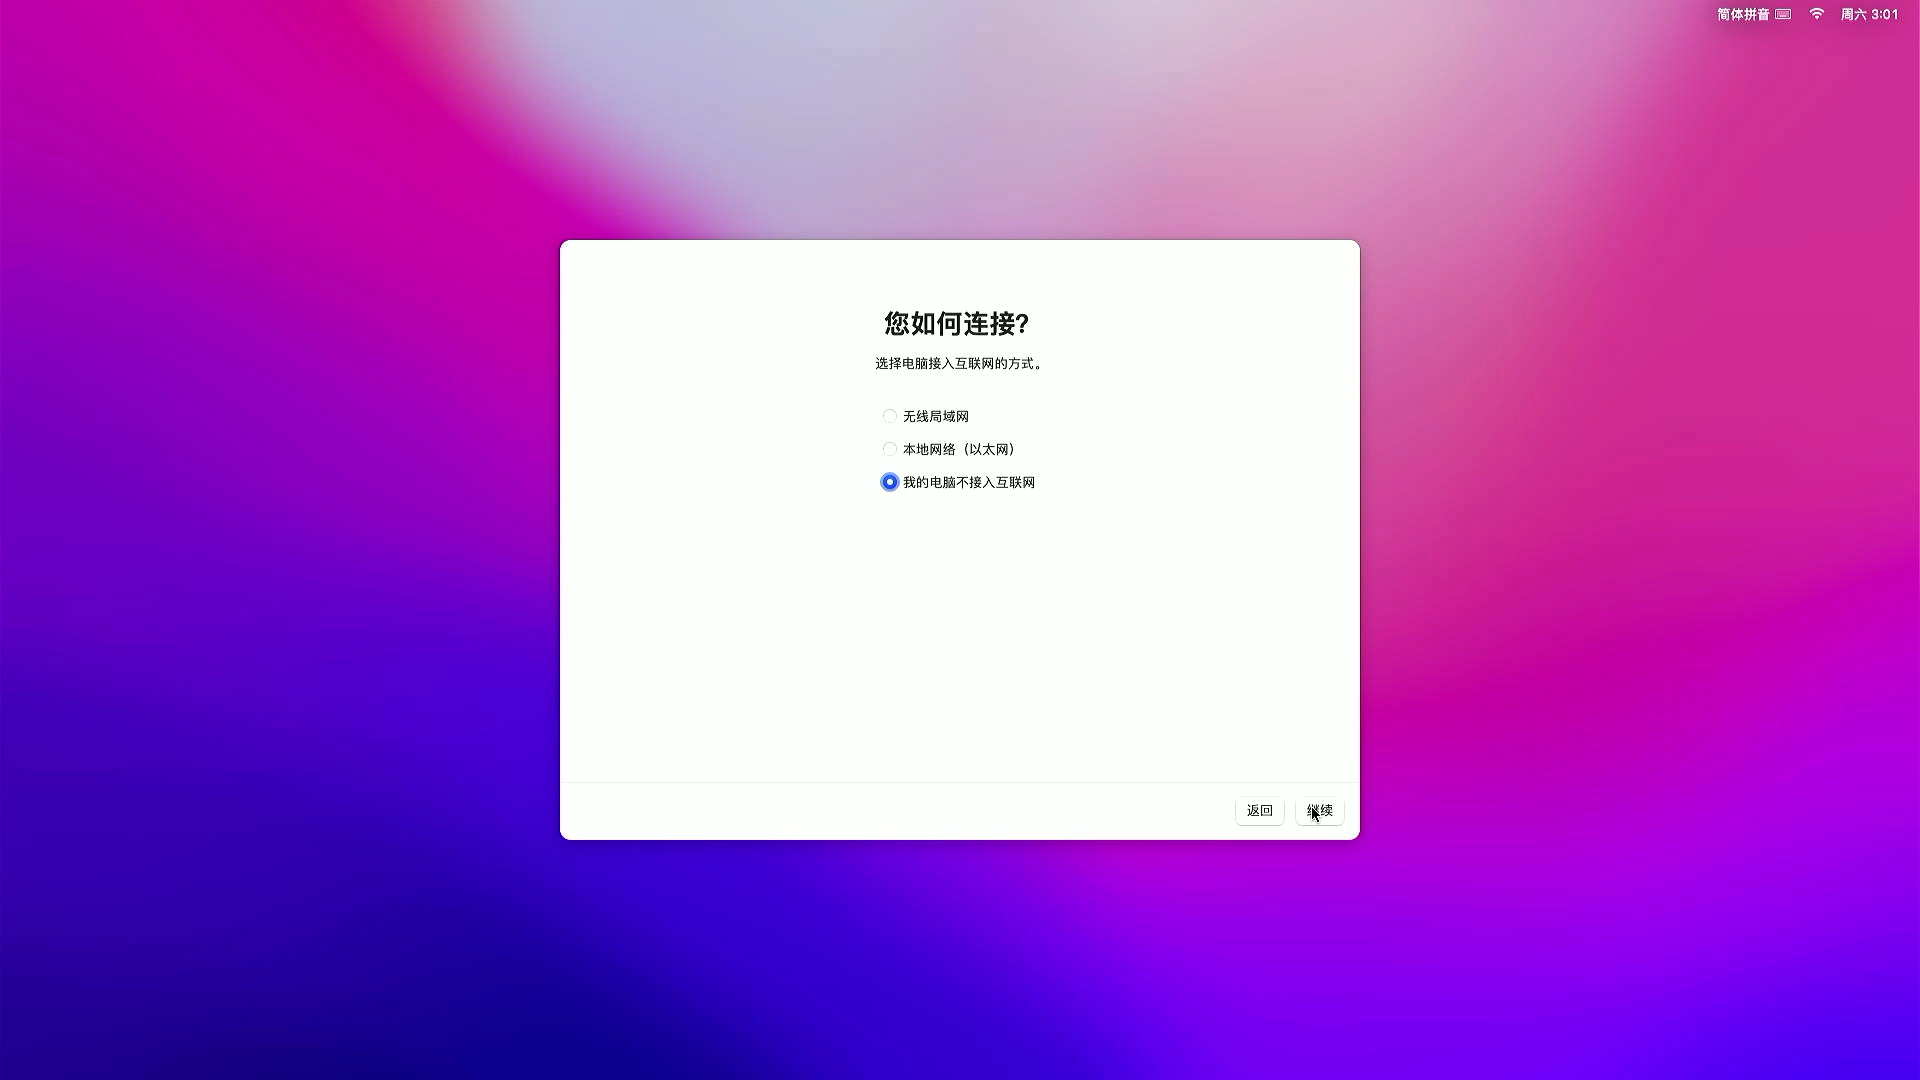 简体拼音 周六 3:01
您如何连接?
选择电脑接入互联网的方式。
无线局域网
本地网络（以太网）
我的电脑不接入互联网
返回 继续